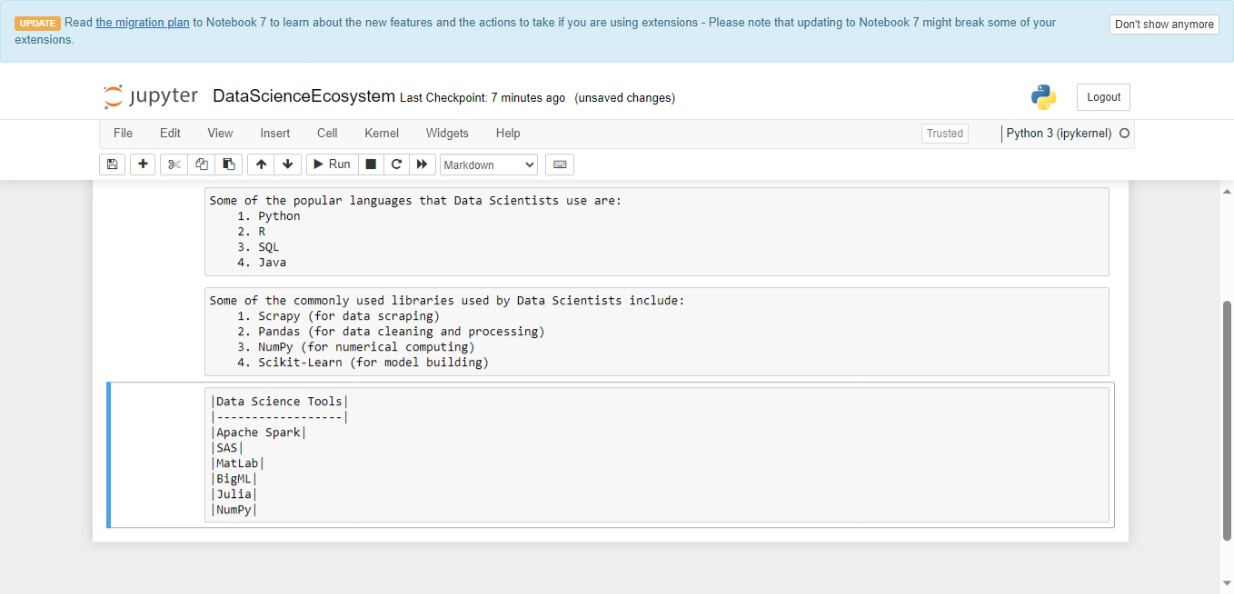 UPDATE Read the migration plan to Notebook 7 to learn about the new features and the actions to take if you are using extensions - Please note that updating to Notebook 7 might break some of your
extensions.
Don't show anymore
jupyter DataScienceEcosystem Last Checkpoint: 7 minutes ago (unsaved changes)
Logout
File Edit View Insert Cell Kernel Widgets Help
Trusted
Python 3 (ipykernel)
Run
Markdown
Some of the popular languages that Data Scientists use are:
1. Python
2. R
3. SQL
4. Java
Some of the commonly used libraries used by Data Scientists include:
1. Scrapy (for data scraping)
2. Pandas (for data cleaning and processing)
3. NumPy (for numerical computing)
4. Scikit-Learn (for model building)
|Data Science Tools|
|------------------|
|Apache Spark|
|SAS|
|MatLab|
|BigML|
|Julia|
|NumPy|